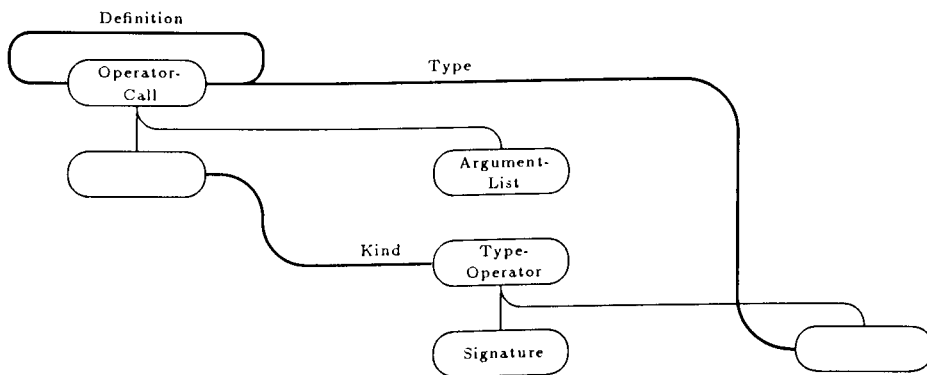 Definition
Operator-
Call
Type
Argument-
List
Kind
Type-
Operator
Signature